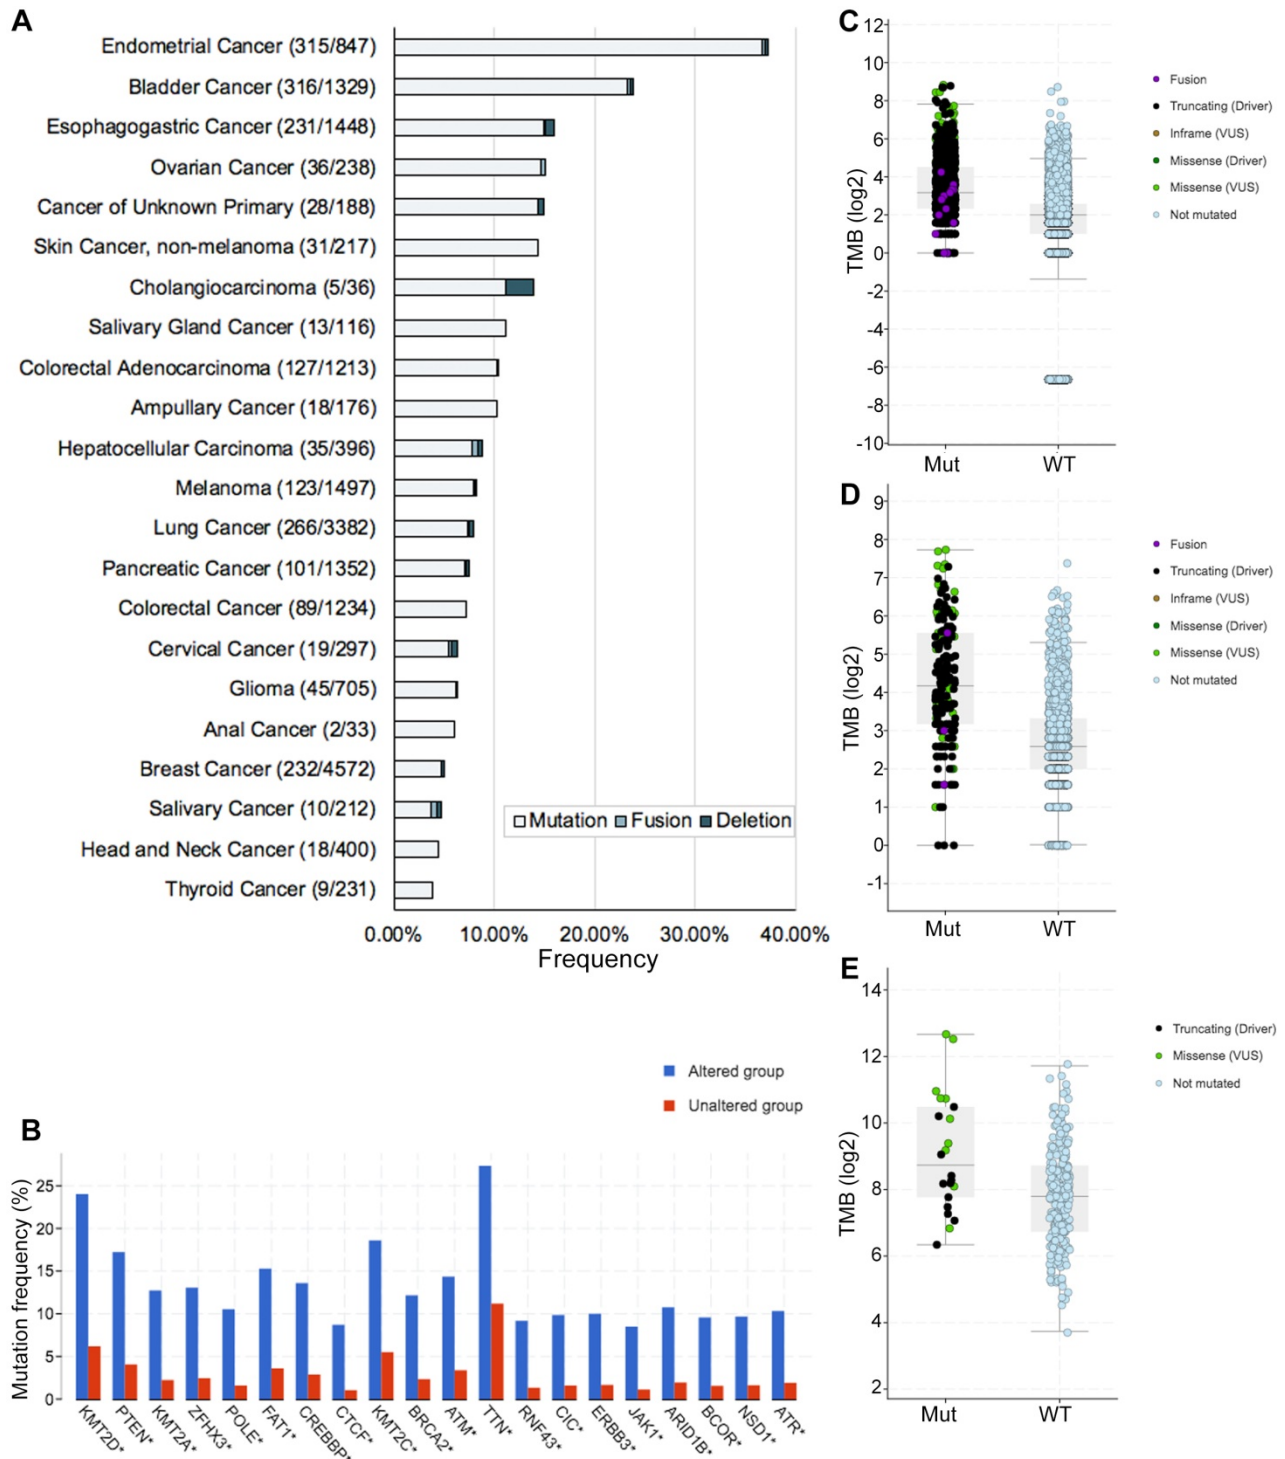 A
Endometrial Cancer (315/847)
Bladder Cancer (316/1329)
Esophagogastric Cancer (231/1448)
Ovarian Cancer (36/238)
Cancer of Unknown Primary (28/188)
Skin Cancer, non-melanoma (31/217)
Cholangiocarcinoma (5/36)
Salivary Gland Cancer (13/116)
Colorectal Adenocarcinoma (127/1213)
Ampullary Cancer (18/176)
Hepatocellular Carcinoma (35/396)
Melanoma (123/1497)
Lung Cancer (266/3382)
Pancreatic Cancer (101/1352)
Colorectal Cancer (89/1234)
Cervical Cancer (19/297)
Glioma (45/705)
Anal Cancer (2/33)
Breast Cancer (232/4572)
Salivary Cancer (10/212)
Head and Neck Cancer (18/400)
Thyroid Cancer (9/231)
Mutation Fusion Deletion
0.00% 10.00% 20.00% 30.00% 40.00%
Frequency
B
Altered group
Unaltered group
Mutation frequency (%)
25
20
15
10
5
0
KMT2D*
PTEN*
KMT2A*
ZFHX3*
POLE*
FAT1*
CREBBP*
CTCF*
KMT2C*
BRCA2*
ATM*
TTN*
RNF43*
CIC*
ERBB3*
JAK1*
ARID1B*
BCOR*
NSD1*
ATR*
C
TMB (log2)
12
10
8
6
4
2
0
-2
-4
-6
-8
-10
Mut WT
Fusion
Truncating (Driver)
Inframe (VUS)
Missense (Driver)
Missense (VUS)
Not mutated
D
TMB (log2)
9
8
7
6
5
4
3
2
1
0
-1
Mut WT
Fusion
Truncating (Driver)
Inframe (VUS)
Missense (Driver)
Missense (VUS)
Not mutated
E
TMB (log2)
14
12
10
8
6
4
2
Mut WT
Truncating (Driver)
Missense (VUS)
Not mutated